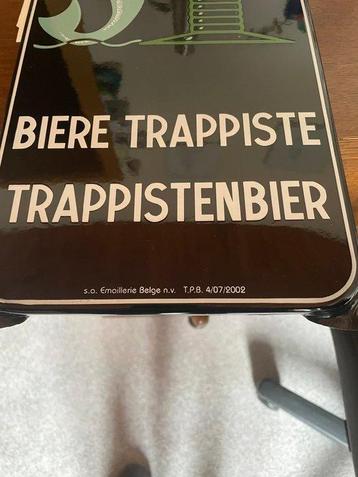 BIERE TRAPPISTE
TRAPPISTENBIER
s.a. Emaillerie Belge n.v. T.P.B. 4/07/2002